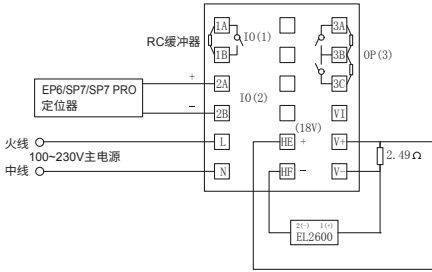 1A
IO(1)
3A
RC缓冲器
1B
3B
OP(3)
+
2A
3C
EP6/SP7/SP7 PRO
定位器
IO(2)
−
2B
VI
(18V)
火线
L
HE
+
V+
100~230V主电源
2.49Ω
中线
N
HF
−
V−
2(-) 1(+)
EL2600